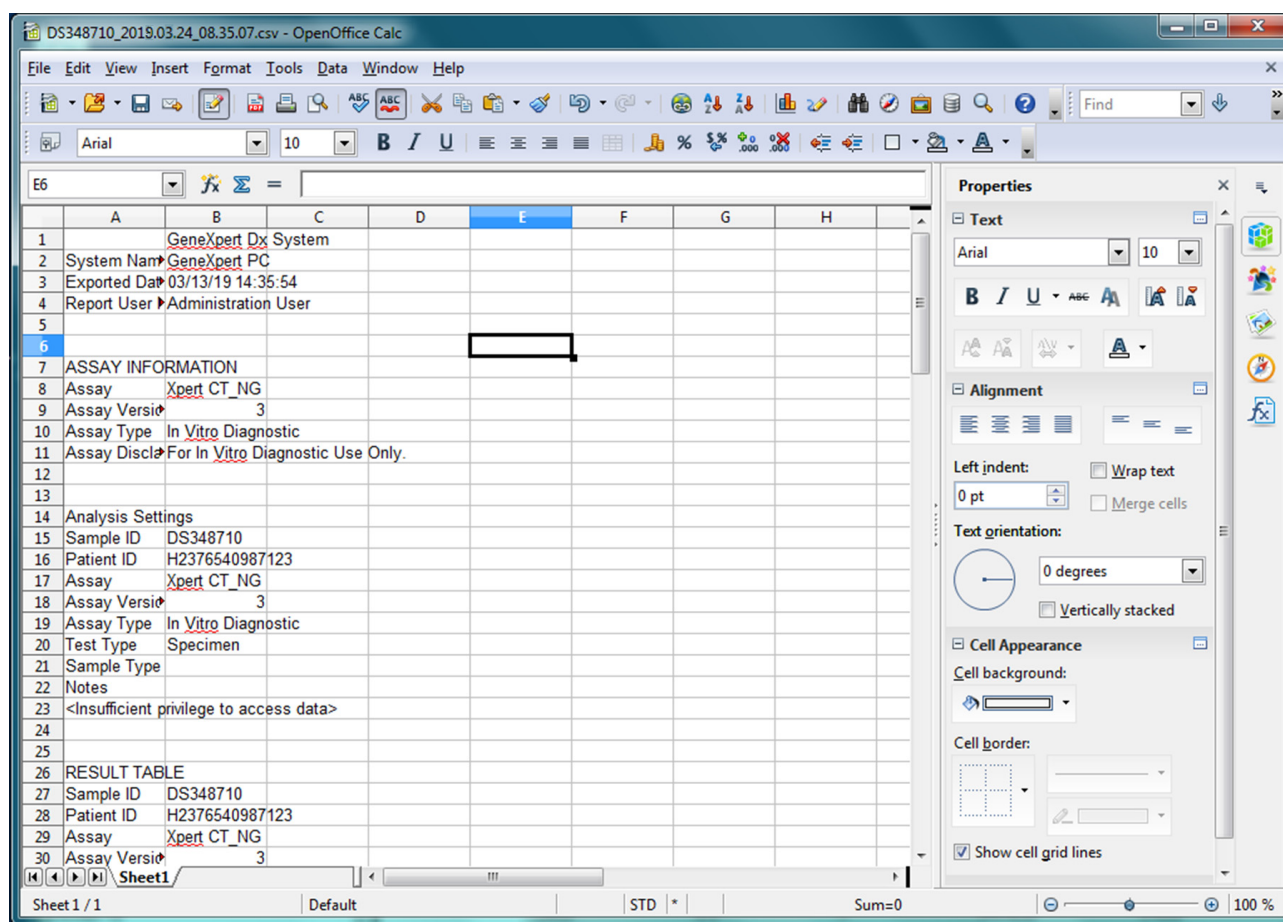 DS348710_2019.03.24_08.35.07.csv - OpenOffice Calc
File Edit View Insert Format Tools Data Window Help
Find
Arial 10
E6
A B C D E F G H
1 GeneXpert Dx System
2 System Nam GeneXpert PC
3 Exported Dat 03/13/19 14:35:54
4 Report User Administration User
5
6
7 ASSAY INFORMATION
8 Assay Xpert CT_NG
9 Assay Versio 3
10 Assay Type In Vitro Diagnostic
11 Assay Discla For In Vitro Diagnostic Use Only.
12
13
14 Analysis Settings
15 Sample ID DS348710
16 Patient ID H2376540987123
17 Assay Xpert CT_NG
18 Assay Versio 3
19 Assay Type In Vitro Diagnostic
20 Test Type Specimen
21 Sample Type
22 Notes
23 <Insufficient privilege to access data>
24
25
26 RESULT TABLE
27 Sample ID DS348710
28 Patient ID H2376540987123
29 Assay Xpert CT_NG
30 Assay Versio 3
Sheet1
Sheet 1 / 1 Default STD * Sum=0 100 %
Properties
Text
Arial 10
Alignment
Left indent:
Wrap text
0 pt
Merge cells
Text orientation:
0 degrees
Vertically stacked
Cell Appearance
Cell background:
Cell border:
Show cell grid lines